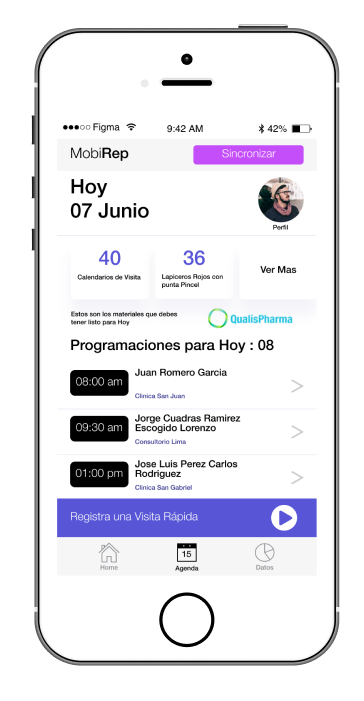 Figma 9:42 AM 42%
MobiRep Sincronizar
Hoy
07 Junio
Perfil
40
Calendarios de Visita
36
Lapiceros Rojos con
punta Pincel
Ver Mas
Estos son los materiales que debes
tener listo para Hoy
QualisPharma
Programaciones para Hoy : 08
08:00 am
Juan Romero Garcia
Clinica San Juan
09:30 am
Jorge Cuadras Ramirez
Escogido Lorenzo
Consultorio Lima
01:00 pm
Jose Luis Perez Carlos
Rodriguez
Clinica San Gabriel
Registra una Visita Rápida
Home
15
Agenda
Datos